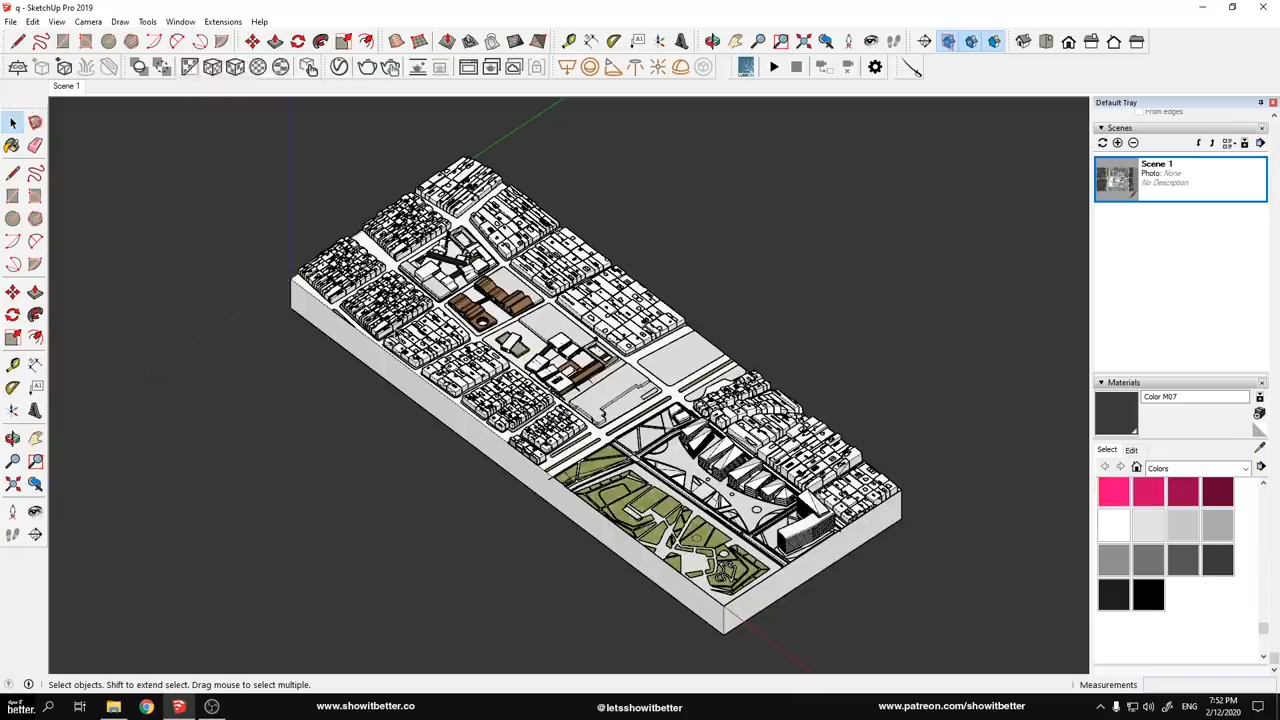 q - SketchUp Pro 2019
File Edit View Camera Draw Tools Window Extensions Help
Scene 1
Default Tray
From edges
Scenes
Scene 1
Photo: None
No Description
Materials
Color M07
Select Edit
Colors
Select objects. Shift to extend select. Drag mouse to select multiple.
Measurements
better.
www.showitbetter.co
@letsshowitbetter
www.patreon.com/showitbetter
ENG
7:52 PM
2/12/2020